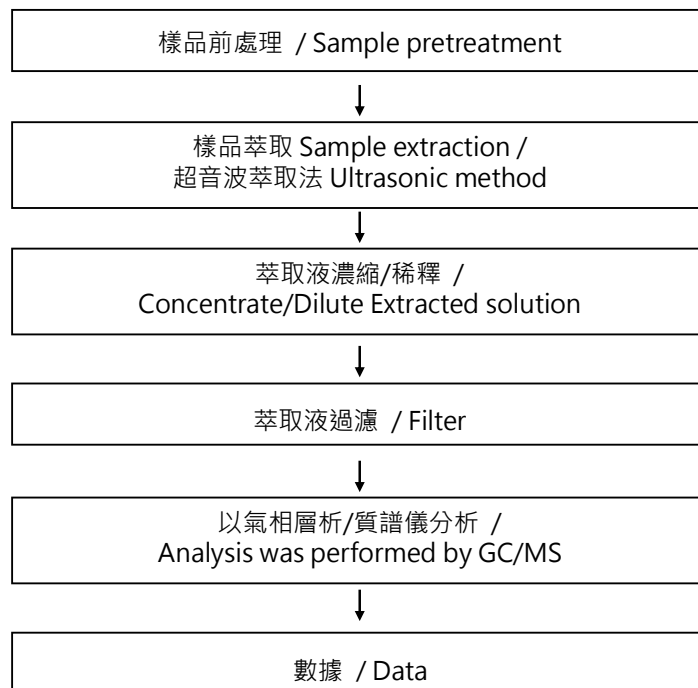 樣品前處理 / Sample pretreatment
樣品萃取 Sample extraction /
超音波萃取法 Ultrasonic method
萃取液濃縮/稀釋 /
Concentrate/Dilute Extracted solution
萃取液過濾 / Filter
以氣相層析/質譜儀分析 /
Analysis was performed by GC/MS
數據 / Data